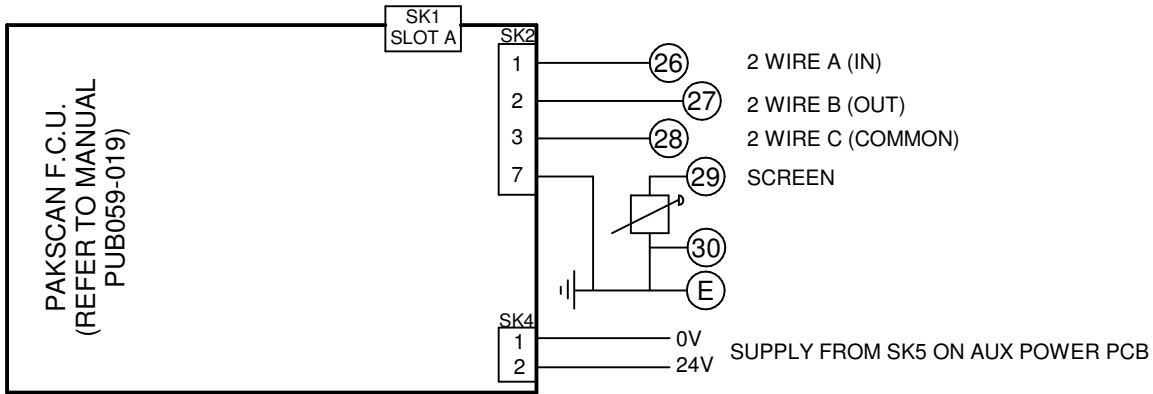 SK1
SLOT A
SK2
1
26
2 WIRE A (IN)
2
27
2 WIRE B (OUT)
3
28
2 WIRE C (COMMON)
7
29
SCREEN
30
E
PAKSCAN F.C.U.
(REFER TO MANUAL
PUB059-019)
SK4
1
0V
2
24V
SUPPLY FROM SK5 ON AUX POWER PCB